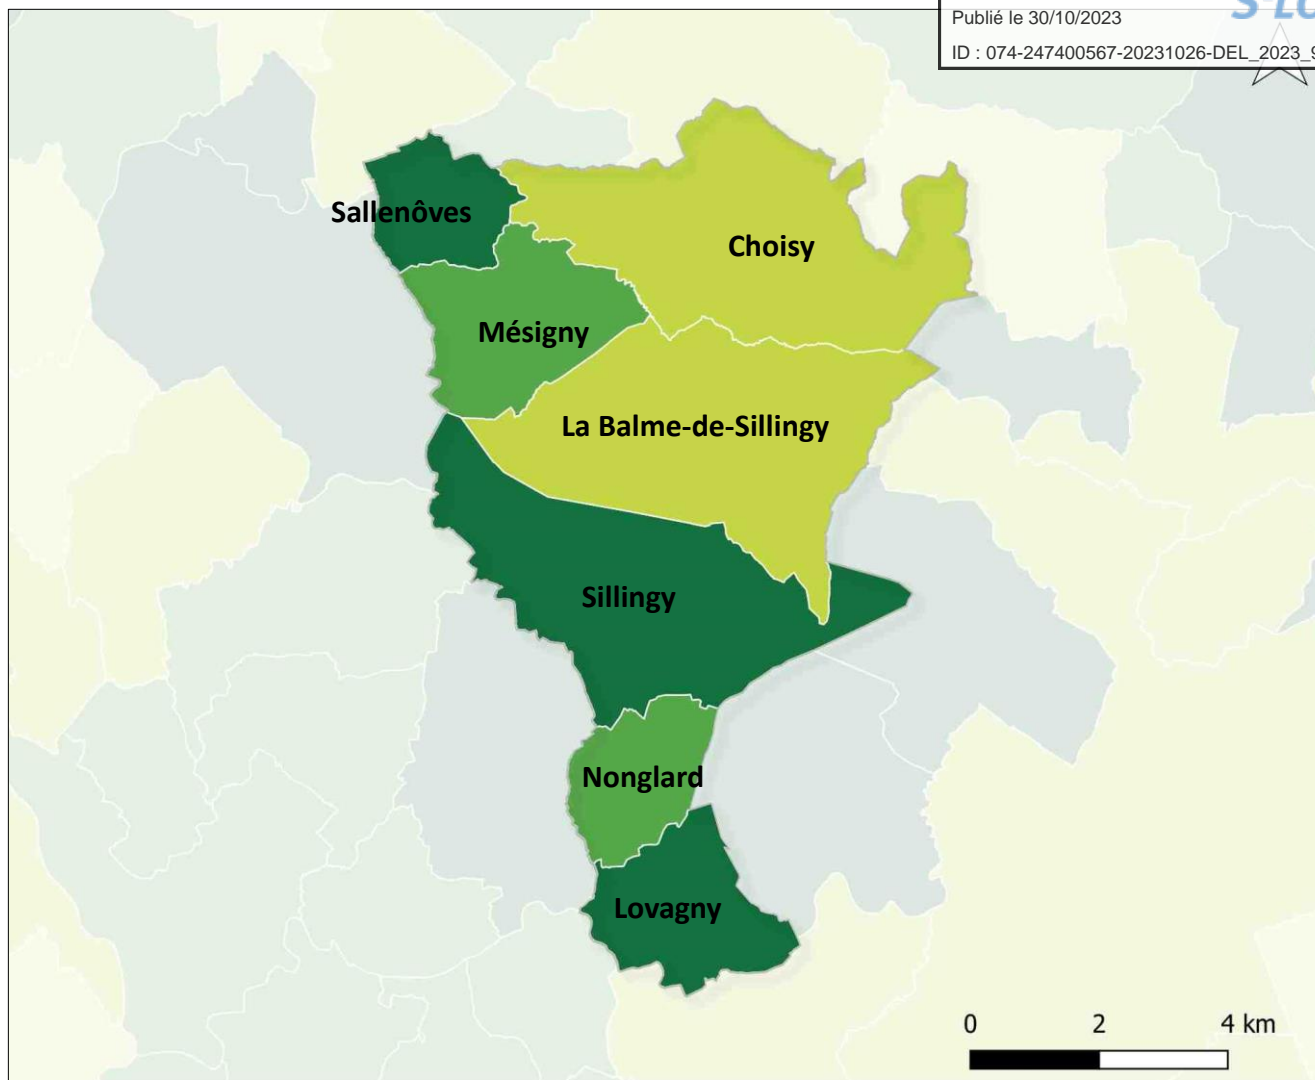 Publié le 30/10/2023
ID : 074-247400567-20231026-DEL_2023_9
Sallenôves
Choisy
Mésigny
La Balme-de-Sillingy
Sillingy
Nonglard
Lovagny
0 2 4 km